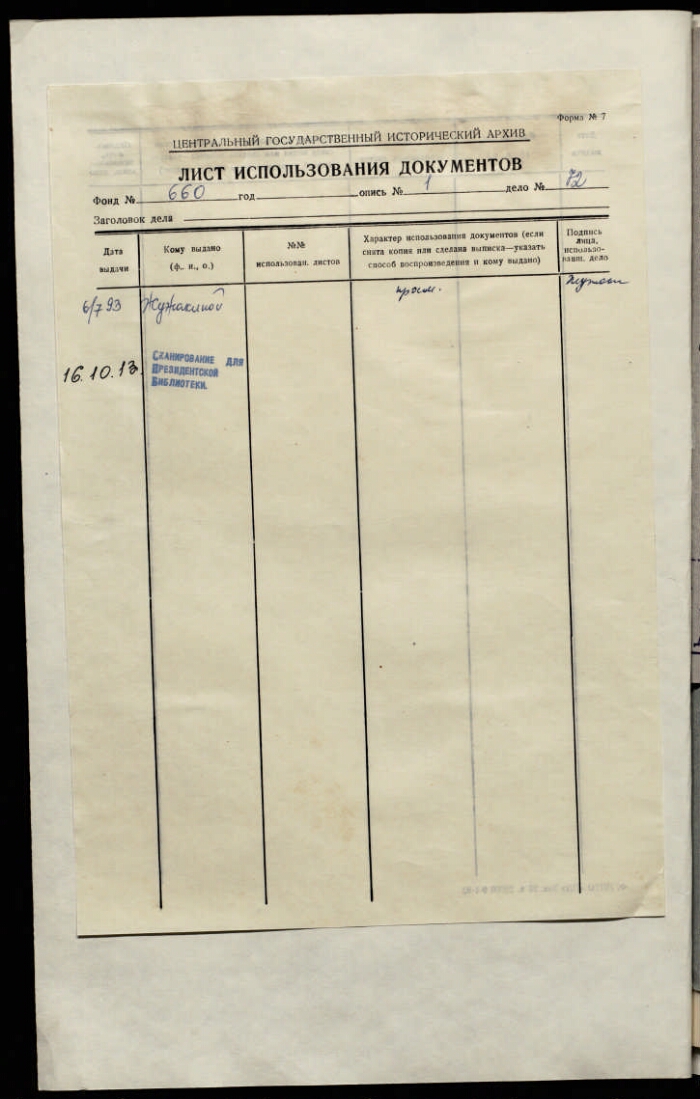 Форма № 7
ЦЕНТРАЛЬНЫЙ ГОСУДАРСТВЕННЫЙ ИСТОРИЧЕСКИЙ АРХИВ
ЛИСТ ИСПОЛЬЗОВАНИЯ ДОКУМЕНТОВ
Фонд № 660 год опись № 1 дело № 72
Заголовок дела
Дата выдачи
Кому выдано (ф., и., о.)
№№ использован. листов
Характер использования документов (если снята копия или сделана выписка—указать способ воспроизведения и кому выдано)
Подпись лица, использовавш. дело
6/7 93 просм.
16.10.13. Сканирование для
Президентской
Библиотеки.